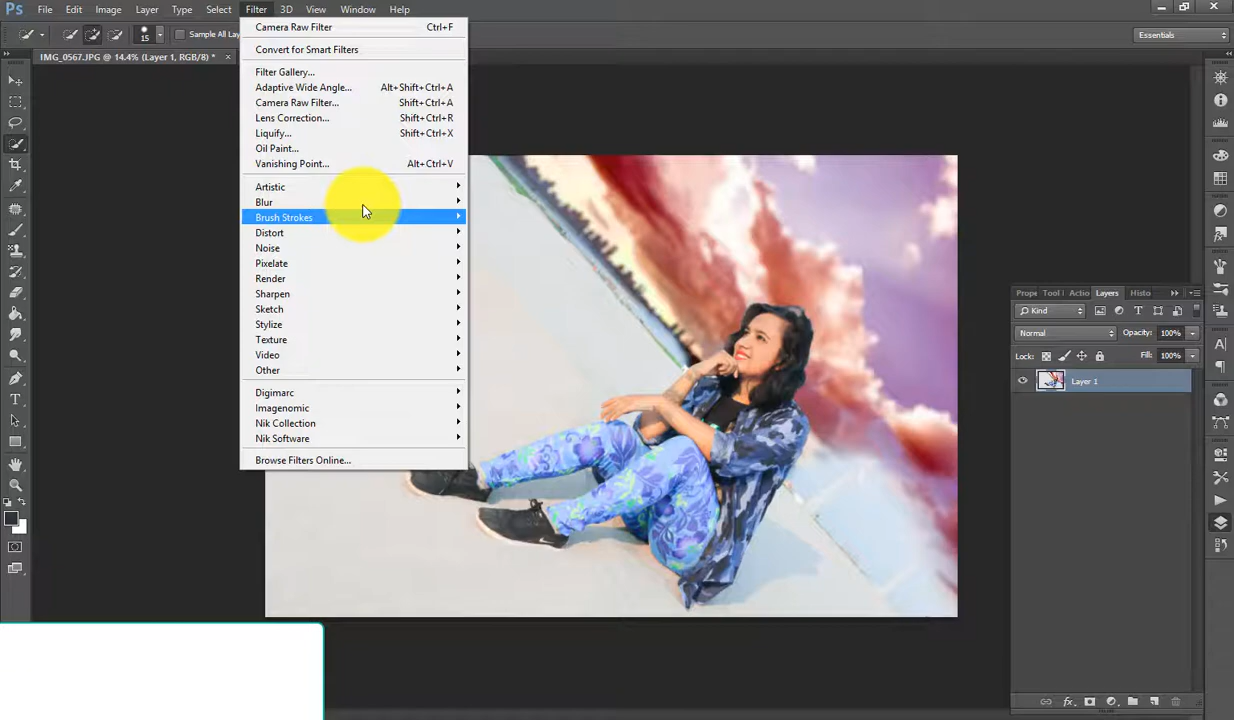 Ps File Edit Image Layer Type Select Filter 3D View Window Help
15 Sample All La Essentials
IMG_0567.JPG @ 14.4% (Layer 1, RGB/8) * ×
Camera Raw Filter Ctrl+F
Convert for Smart Filters
Filter Gallery...
Adaptive Wide Angle... Alt+Shift+Ctrl+A
Camera Raw Filter... Shift+Ctrl+A
Lens Correction... Shift+Ctrl+R
Liquify... Shift+Ctrl+X
Oil Paint...
Vanishing Point... Alt+Ctrl+V
Artistic
Blur
Brush Strokes
Distort
Noise
Pixelate
Render
Sharpen
Sketch
Stylize
Texture
Video
Other
Digimarc
Imagenomic
Nik Collection
Nik Software
Browse Filters Online...
Prope Tool Actio Layers Histo
Kind
Normal Opacity: 100%
Lock: Fill: 100%
Layer 1